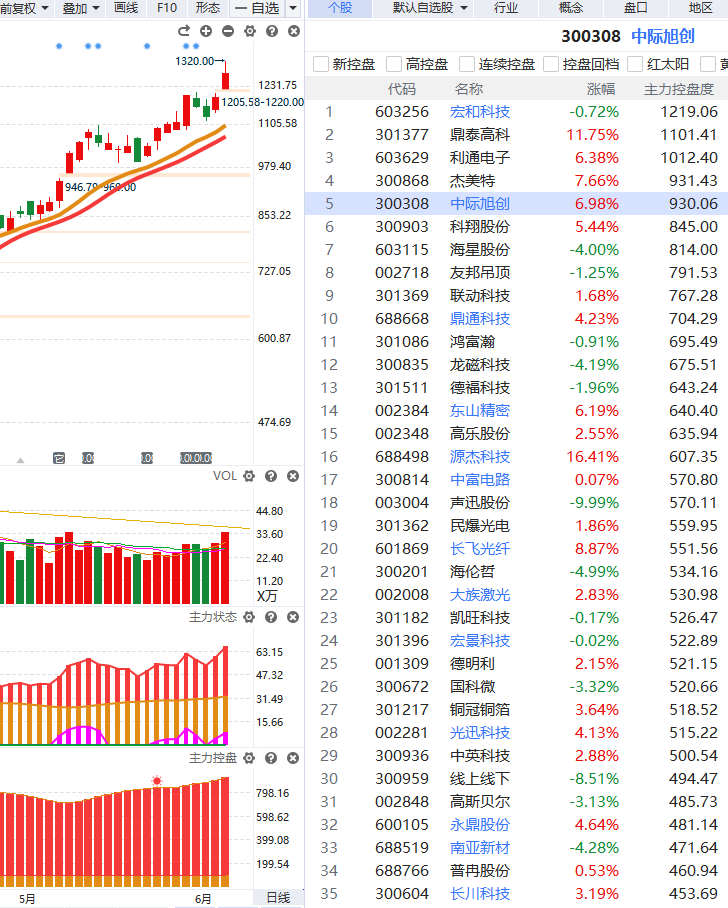 前复权 叠加 画线 F10 形态 — 自选
1320.00→
1231.75
1205.58-1220.00
1105.58
979.40
946.79-960.00
853.22
727.05
600.87
474.69
VOL
44.80
33.60
22.40
11.20
X万
主力状态
63.15
47.32
31.49
15.66
主力控盘
798.16
598.62
399.08
199.54
5月 6月 日线
个股 默认自选股 行业 概念 盘口 地区
300308 中际旭创
新控盘 高控盘 连续控盘 控盘回档 红太阳
代码 名称 涨幅 主力控盘度
1 603256 宏和科技 -0.72% 1219.06
2 301377 鼎泰高科 11.75% 1101.41
3 603629 利通电子 6.38% 1012.40
4 300868 杰美特 7.66% 931.43
5 300308 中际旭创 6.98% 930.06
6 300903 科翔股份 5.44% 845.00
7 603115 海星股份 -4.00% 814.00
8 002718 友邦吊顶 -1.25% 791.53
9 301369 联动科技 1.68% 767.28
10 688668 鼎通科技 4.23% 704.29
11 301086 鸿富瀚 -0.91% 695.49
12 300835 龙磁科技 -4.19% 675.51
13 301511 德福科技 -1.96% 643.24
14 002384 东山精密 6.19% 640.40
15 002348 高乐股份 2.55% 635.94
16 688498 源杰科技 16.41% 607.35
17 300814 中富电路 0.07% 570.80
18 003004 声迅股份 -9.99% 570.11
19 301362 民爆光电 1.86% 559.95
20 601869 长飞光纤 8.87% 551.56
21 300201 海伦哲 -4.99% 534.16
22 002008 大族激光 2.83% 530.98
23 301182 凯旺科技 -0.17% 526.47
24 301396 宏景科技 -0.02% 522.89
25 001309 德明利 2.15% 521.15
26 300672 国科微 -3.32% 520.66
27 301217 铜冠铜箔 3.64% 518.52
28 002281 光迅科技 4.13% 515.22
29 300936 中英科技 2.88% 500.54
30 300959 线上线下 -8.51% 494.47
31 002848 高斯贝尔 -3.13% 485.73
32 600105 永鼎股份 4.64% 481.14
33 688519 南亚新材 -4.28% 471.64
34 688766 普冉股份 0.53% 460.94
35 300604 长川科技 3.19% 453.69